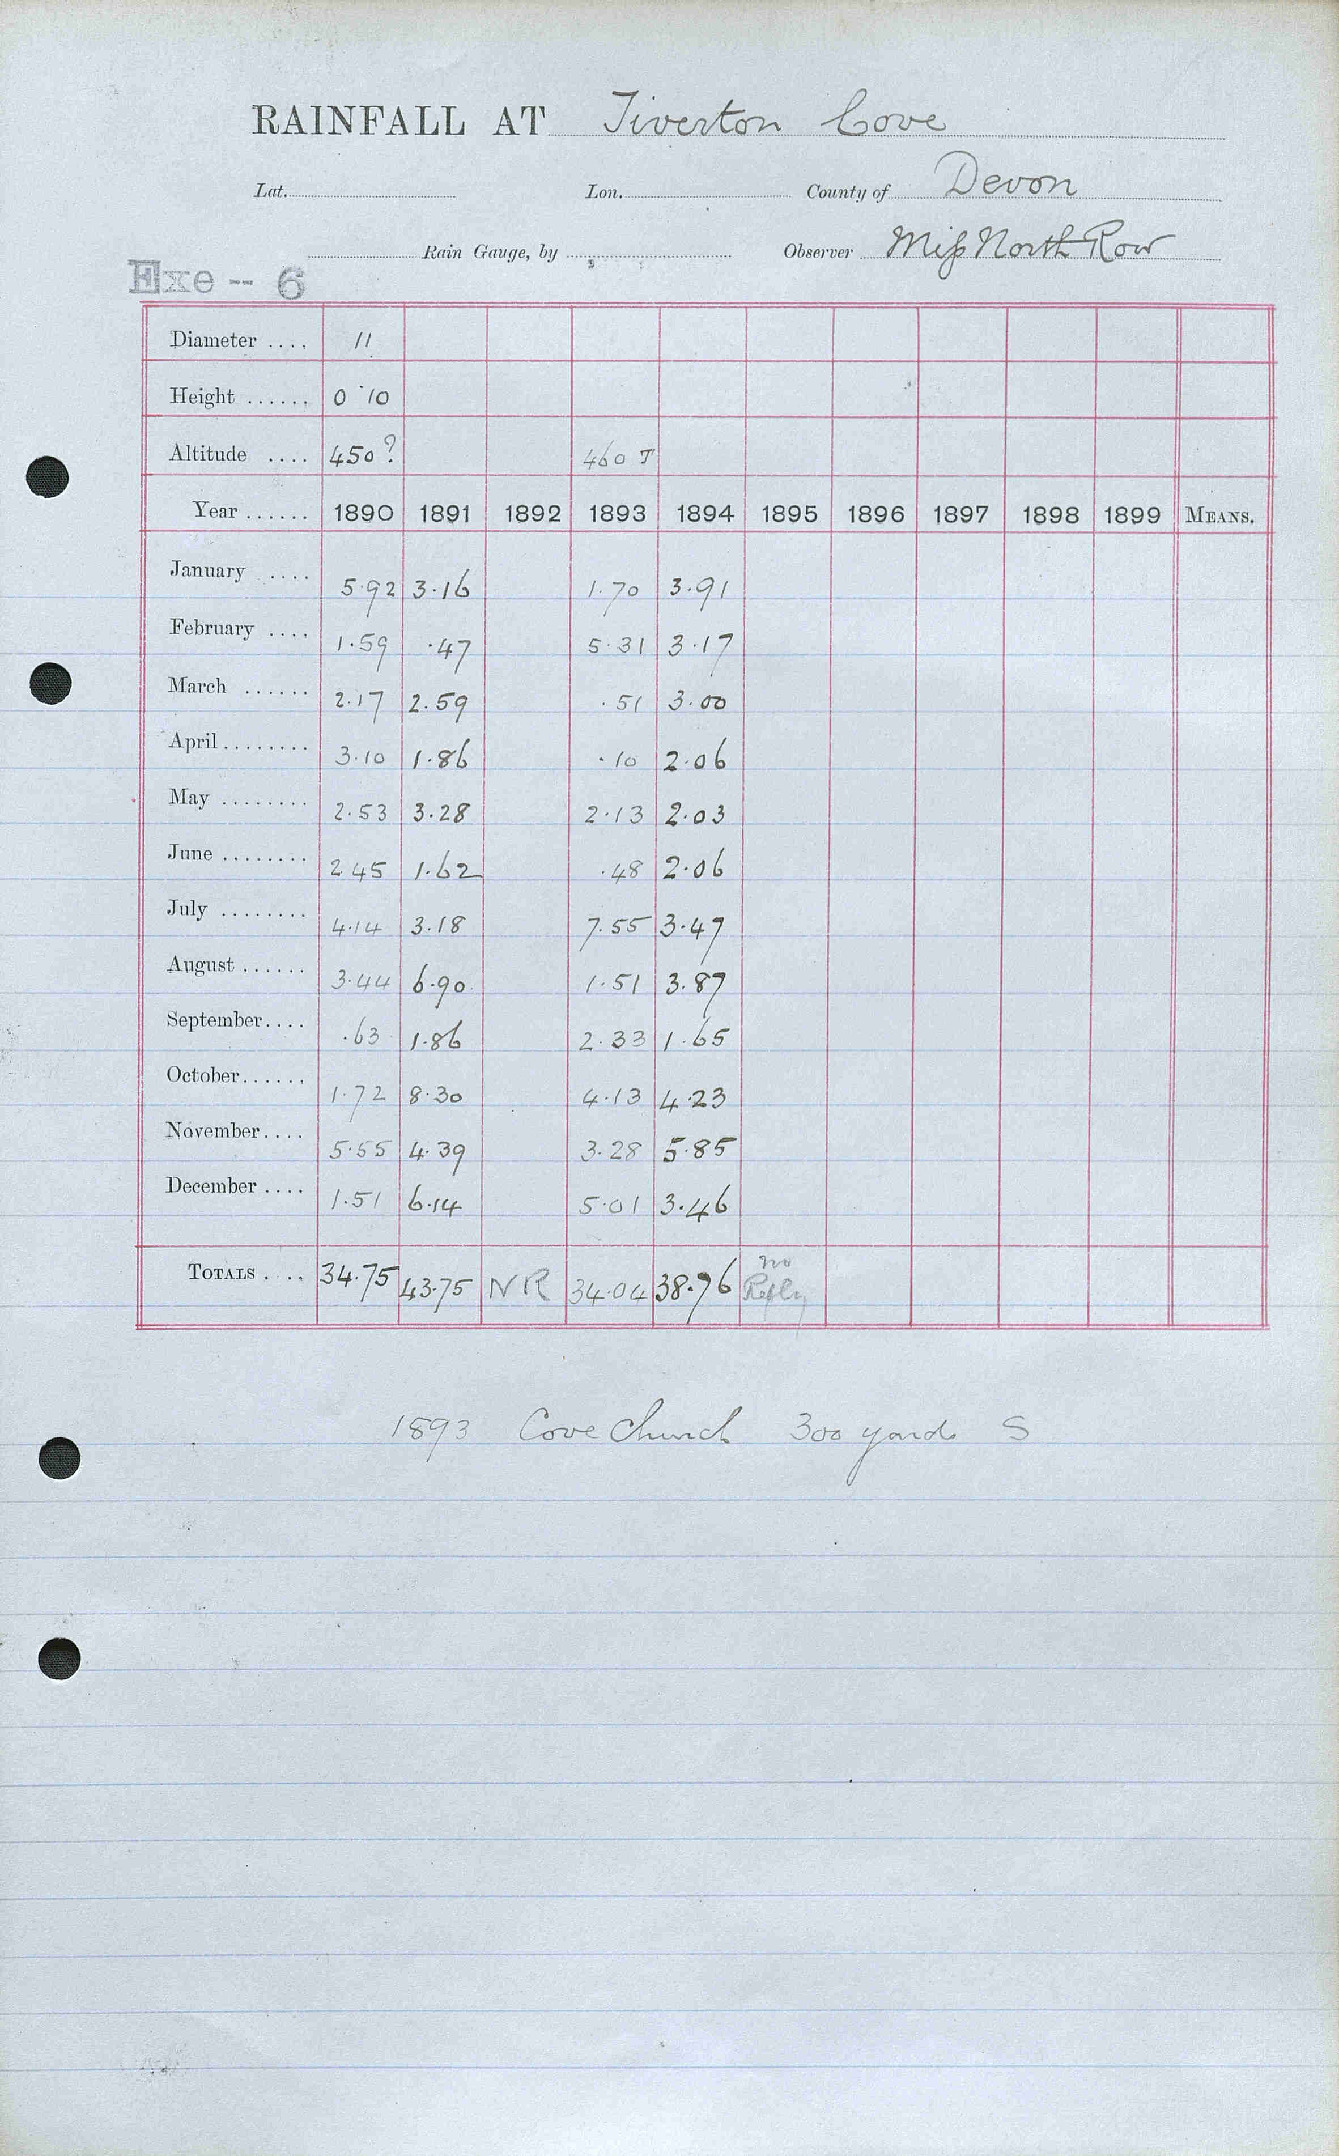 RAINFALL AT Tiverton Cove
Lat. Lon. County of Devon
Rain Gauge, by Observer Miss North Row
Exe -- 6
Diameter .... 11
Height ...... 0 10
Altitude .... 450? 460 T
Year ...... 1890 1891 1892 1893 1894 1895 1896 1897 1898 1899 MEANS.
January .... 5.92 3.16 1.70 3.91
February .... 1.59 .47 5.31 3.17
March ...... 2.17 2.59 .51 3.00
April ........ 3.10 1.86 .10 2.06
May ........ 2.53 3.28 2.13 2.03
June ........ 2.45 1.62 .48 2.06
July ........ 4.14 3.18 7.55 3.47
August ...... 3.44 6.90 1.51 3.87
September.... .63 1.86 2.33 1.65
October...... 1.72 8.30 4.13 4.23
November.... 5.55 4.39 3.28 5.85
December .... 1.51 6.14 5.01 3.46
TOTALS .... 34.75 43.75 NR 34.04 38.76 no Reply
1893 Cove Church 300 yards S